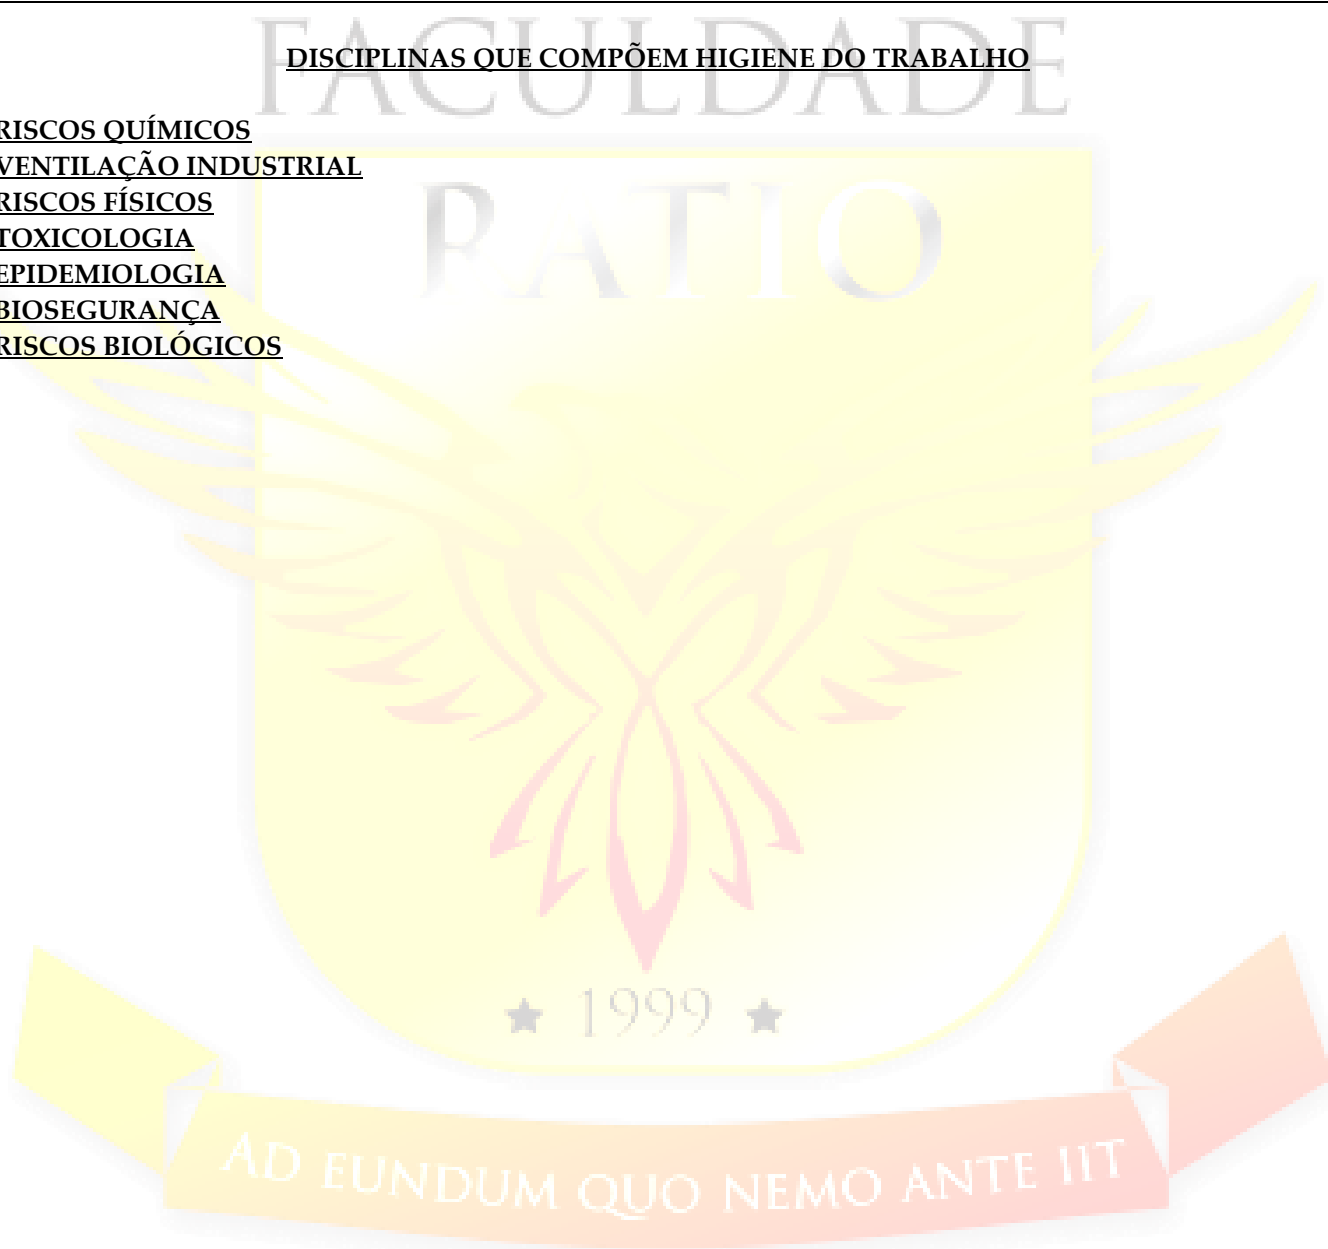 FACULDADE
DISCIPLINAS QUE COMPÕEM HIGIENE DO TRABALHO
RISCOS QUÍMICOS
VENTILAÇÃO INDUSTRIAL
RISCOS FÍSICOS
TOXICOLOGIA
EPIDEMIOLOGIA
BIOSEGURANÇA
RISCOS BIOLÓGICOS
RATIO
★ 1999 ★
AD EUNDUM QUO NEMO ANTE IIT